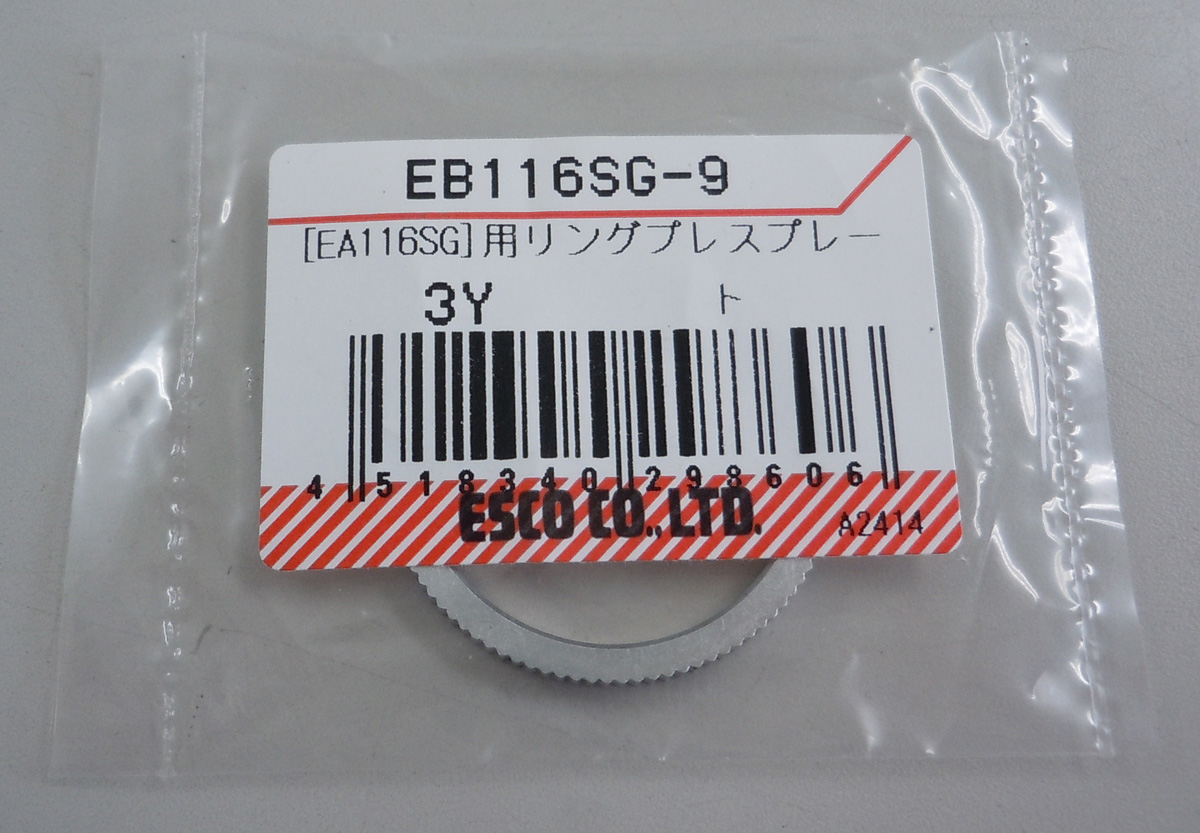 EB116SG-9
[EA116SG]用リングプレスプレー
3Y ト
4 518340 298606
ESCO CO., LTD.
A2414